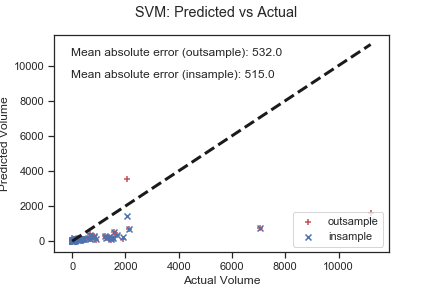 SVM: Predicted vs Actual
Mean absolute error (outsample): 532.0
Mean absolute error (insample): 515.0
Predicted Volume
10000
8000
6000
4000
2000
0
outsample
insample
0
2000
4000
6000
8000
10000
Actual Volume